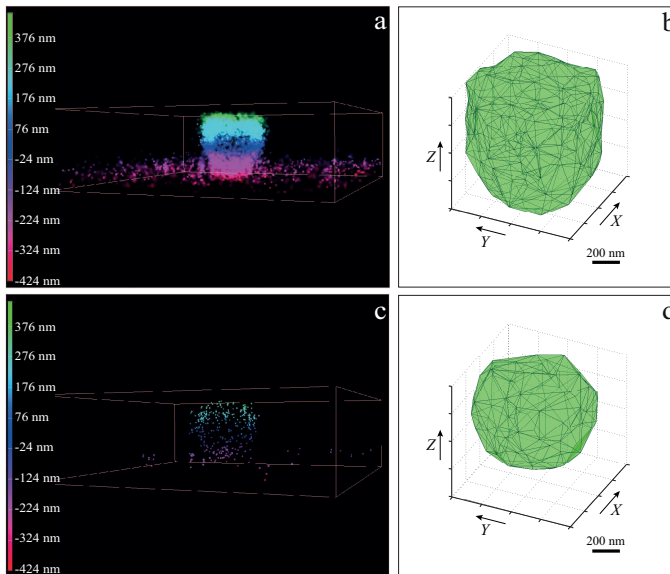 a
376 nm
276 nm
176 nm
76 nm
-24 nm
-124 nm
-224 nm
-324 nm
-424 nm
b
Z
Y
X
200 nm
c
376 nm
276 nm
176 nm
76 nm
-24 nm
-124 nm
-224 nm
-324 nm
-424 nm
d
Z
Y
X
200 nm